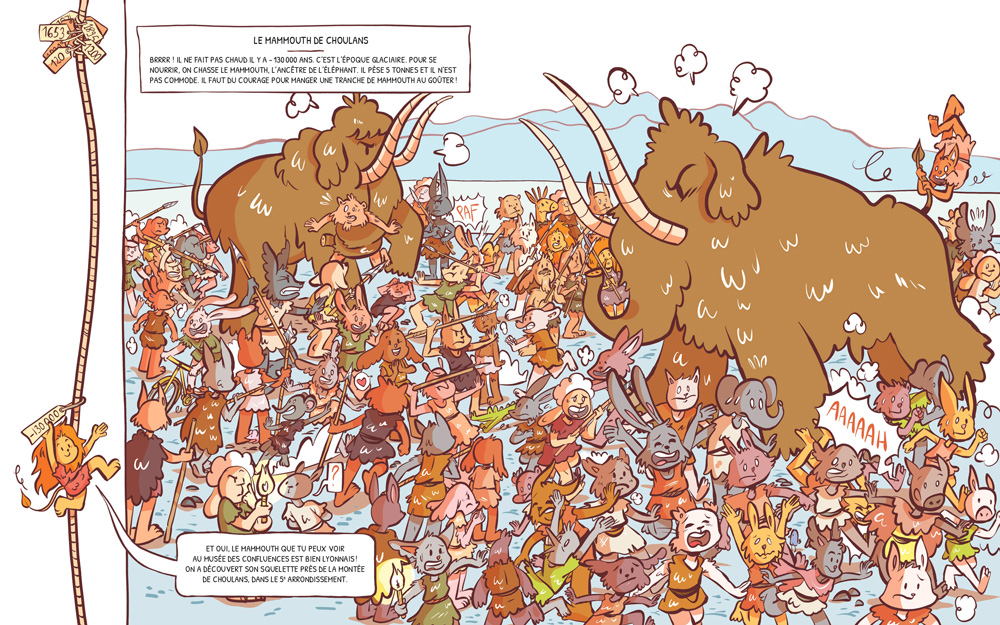 1653
120
1209
LE MAMMOUTH DE CHOULANS
BRRRR ! IL NE FAIT PAS CHAUD IL Y A – 130 000 ANS. C'EST L'ÉPOQUE GLACIAIRE. POUR SE
NOURRIR, ON CHASSE LE MAMMOUTH, L'ANCÊTRE DE L'ÉLÉPHANT. IL PÈSE 5 TONNES ET IL N'EST
PAS COMMODE. IL FAUT DU COURAGE POUR MANGER UNE TRANCHE DE MAMMOUTH AU GOÛTER !
PAF
?
AAAAAH
-130 000
ET OUI, LE MAMMOUTH QUE TU PEUX VOIR
AU MUSÉE DES CONFLUENCES EST BIEN LYONNAIS !
ON A DÉCOUVERT SON SQUELETTE PRÈS DE LA MONTÉE
DE CHOULANS, DANS LE 5ᵉ ARRONDISSEMENT.